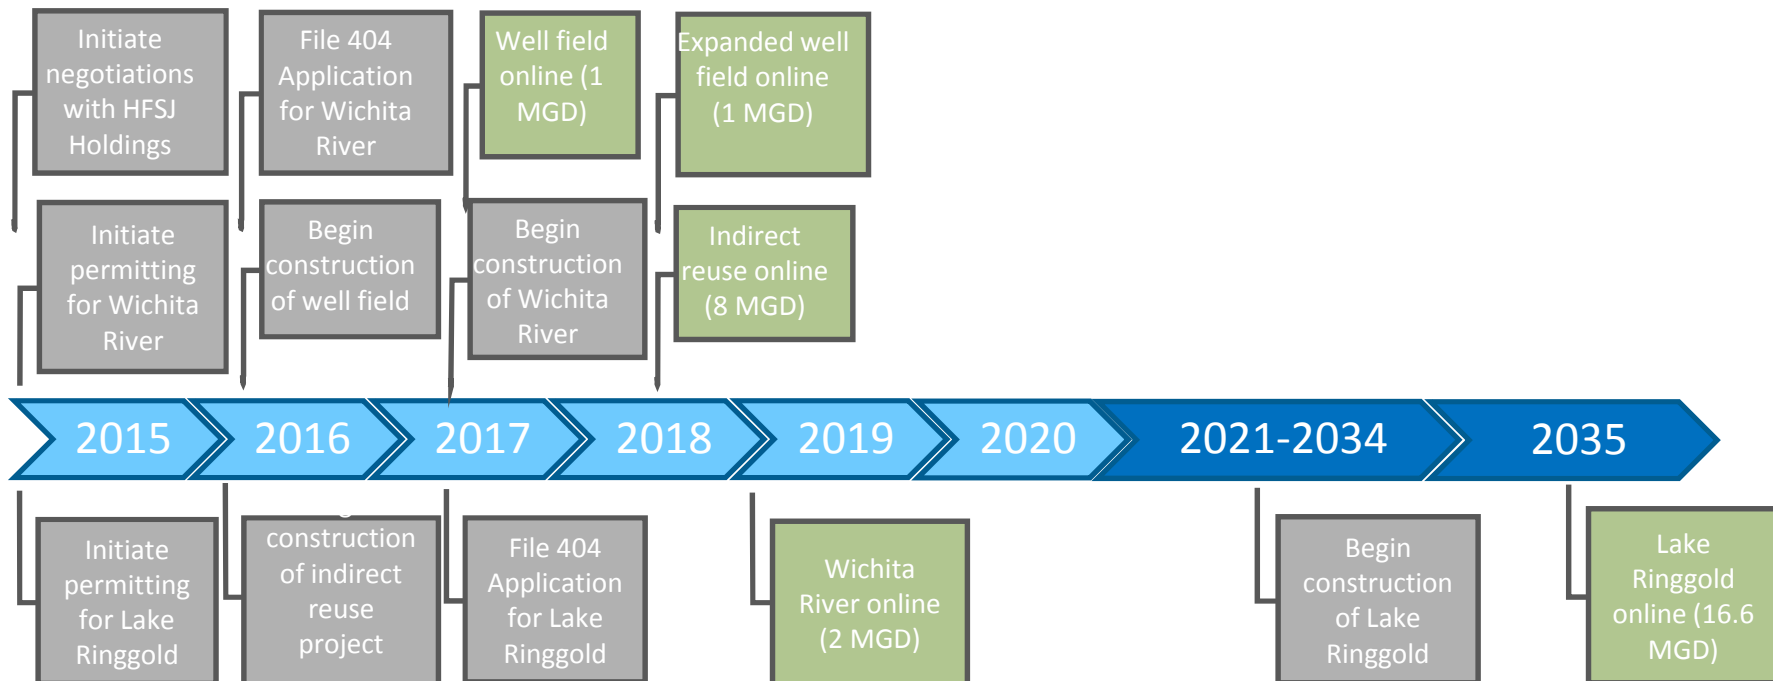 Initiate
negotiations
with HFSJ
Holdings
File 404
Application
for Wichita
River
Well field
online (1
MGD)
Expanded well
field online
(1 MGD)
Initiate
permitting
for Wichita
River
Begin
construction
of well field
Begin
construction
of Wichita
River
Indirect
reuse online
(8 MGD)
2015
2016
2017
2018
2019
2020
2021-2034
2035
Initiate
permitting
for Lake
Ringgold
construction
of indirect
reuse
project
File 404
Application
for Lake
Ringgold
Wichita
River online
(2 MGD)
Begin
construction
of Lake
Ringgold
Lake
Ringgold
online (16.6
MGD)